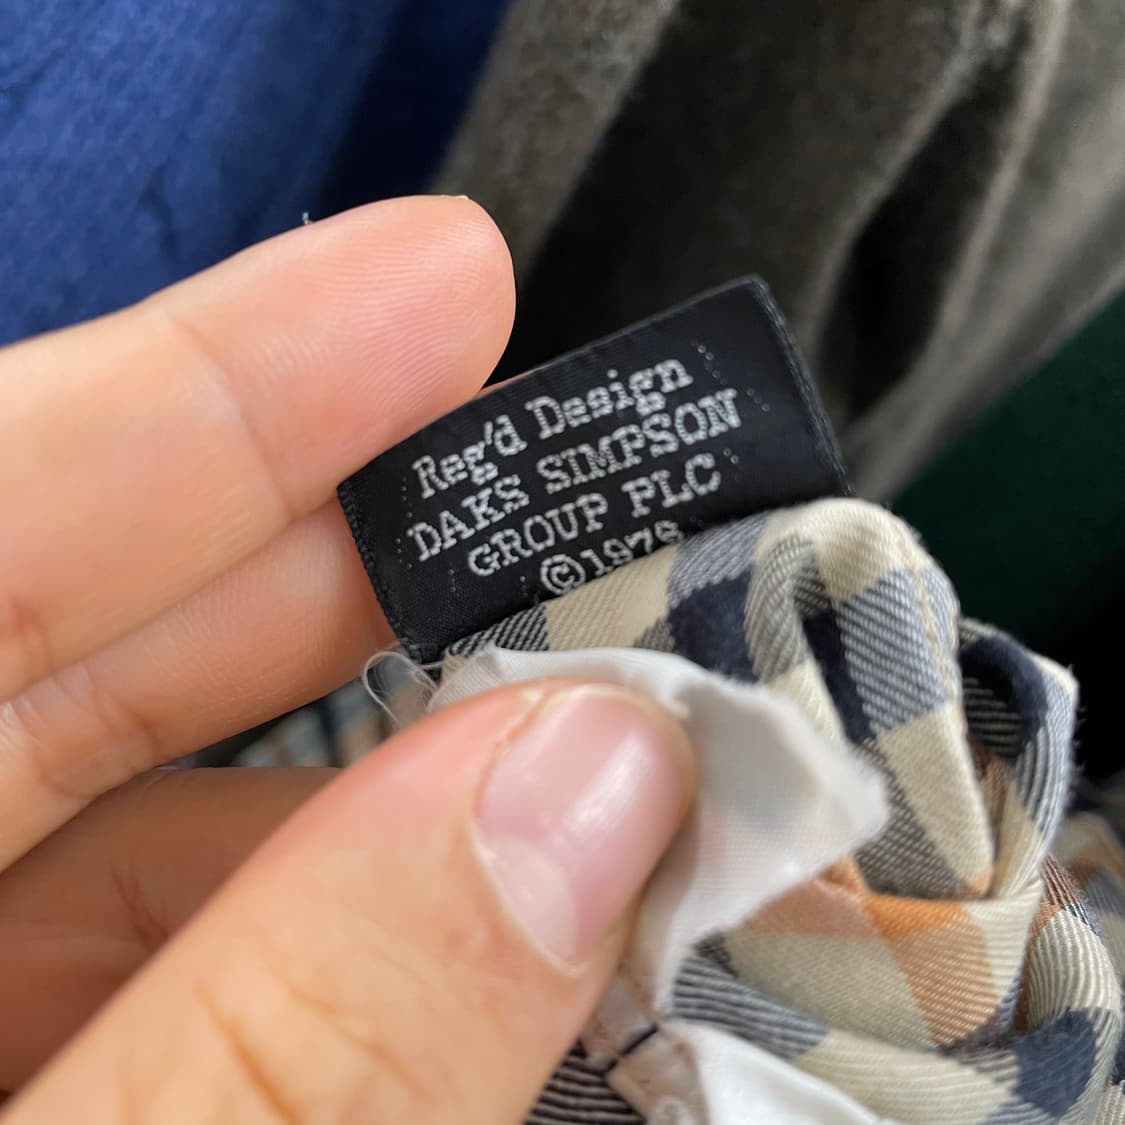 Reg'd Design
DAKS SIMPSON
GROUP PLC
©1978